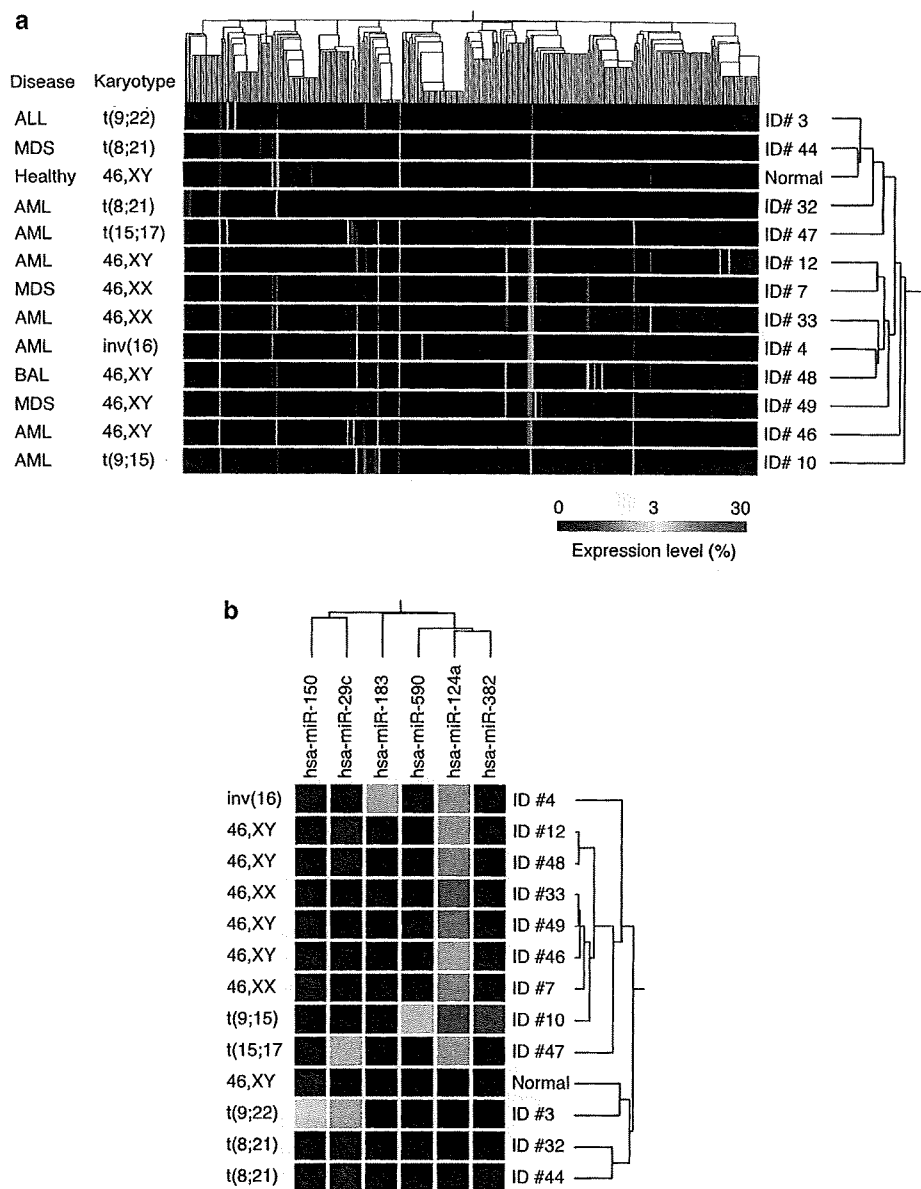 a
Disease Karyotype
ALL t(9;22) ID# 3
MDS t(8;21) ID# 44
Healthy 46,XY Normal
AML t(8;21) ID# 32
AML t(15;17) ID# 47
AML 46,XY ID# 12
MDS 46,XX ID# 7
AML 46,XX ID# 33
AML inv(16) ID# 4
BAL 46,XY ID# 48
MDS 46,XY ID# 49
AML 46,XY ID# 46
AML t(9;15) ID# 10
0 3 30
Expression level (%)
b
hsa-miR-150
hsa-miR-29c
hsa-miR-183
hsa-miR-590
hsa-miR-124a
hsa-miR-382
inv(16) ID #4
46,XY ID #12
46,XY ID #48
46,XX ID #33
46,XY ID #49
46,XY ID #46
46,XX ID #7
t(9;15) ID #10
t(15;17 ID #47
46,XY Normal
t(9;22) ID #3
t(8;21) ID #32
t(8;21) ID #44